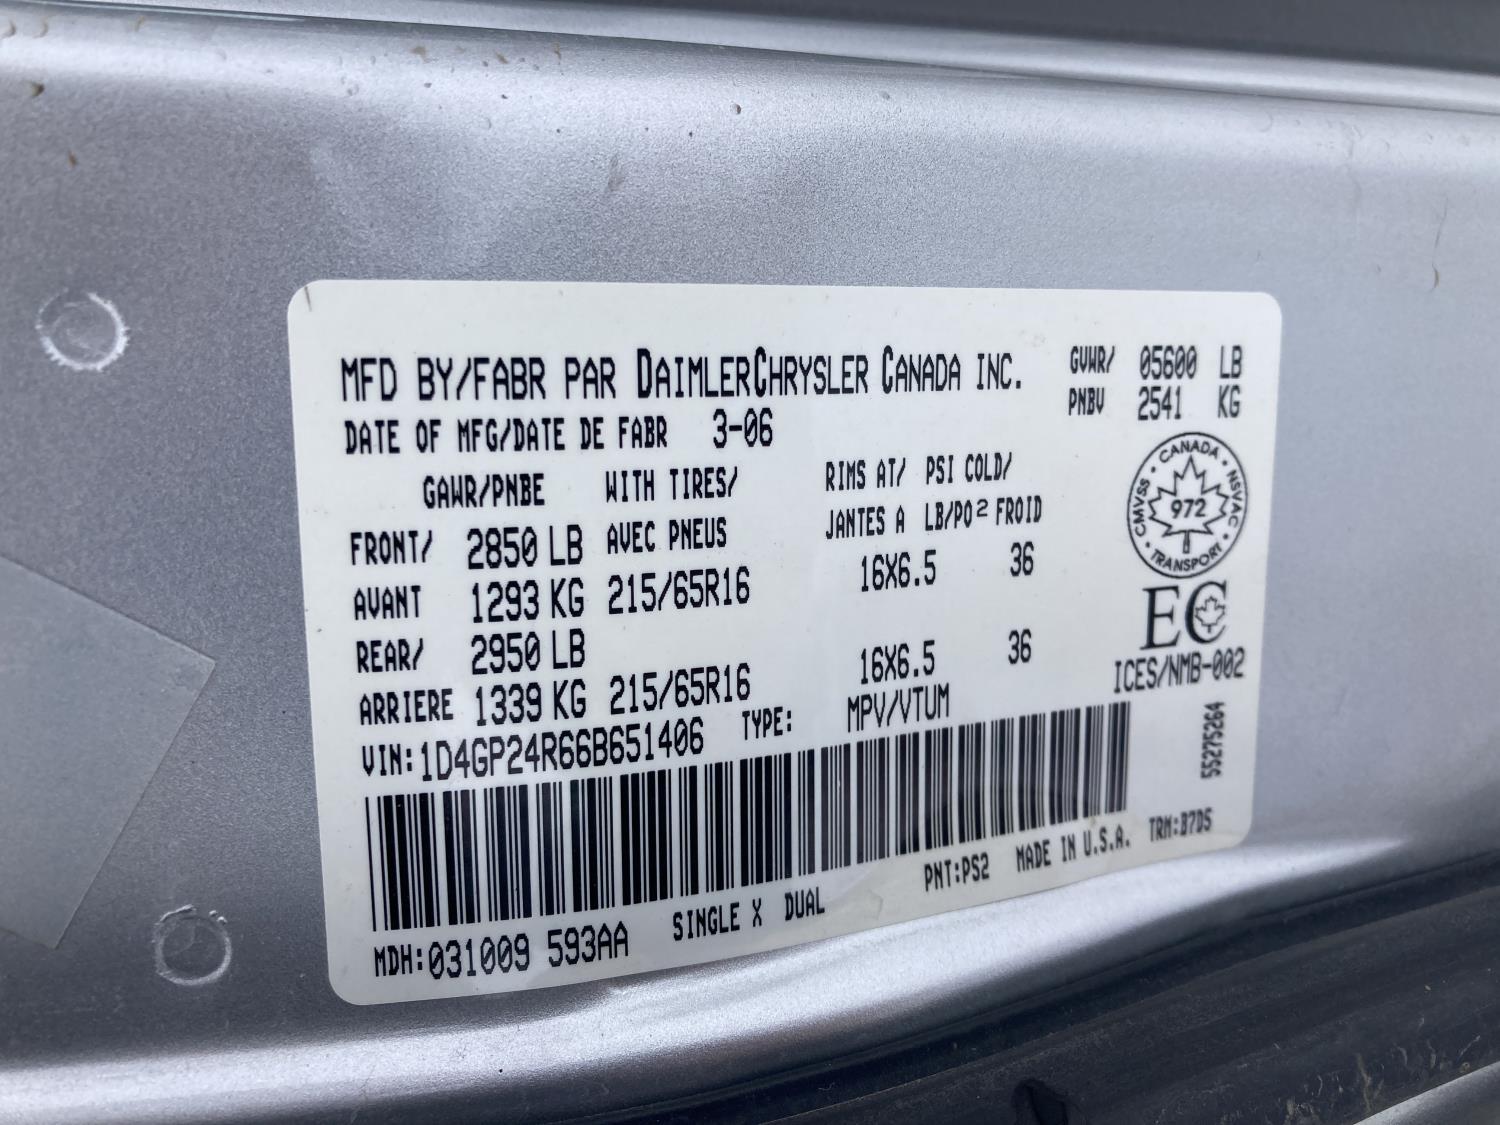 MFD BY/FABR PAR DAIMLERCHRYSLER CANADA INC.
GVWR/ 05600 LB
PNBV 2541 KG
DATE OF MFG/DATE DE FABR 3-06
GAWR/PNBE WITH TIRES/ RIMS AT/ PSI COLD/
AVEC PNEUS JANTES A LB/PO² FROID
FRONT/ 2850 LB
AVANT 1293 KG 215/65R16 16X6.5 36
REAR/ 2950 LB
ARRIERE 1339 KG 215/65R16 16X6.5 36
CANADA
CMVSS 972 NSVAC
TRANSPORT
EC
ICES/NMB-002
VIN:1D4GP24R66B651406 TYPE: MPV/VTUM
55275264
MDH:031009 593AA SINGLE X DUAL PNT:PS2 MADE IN U.S.A. TRM:B7D5